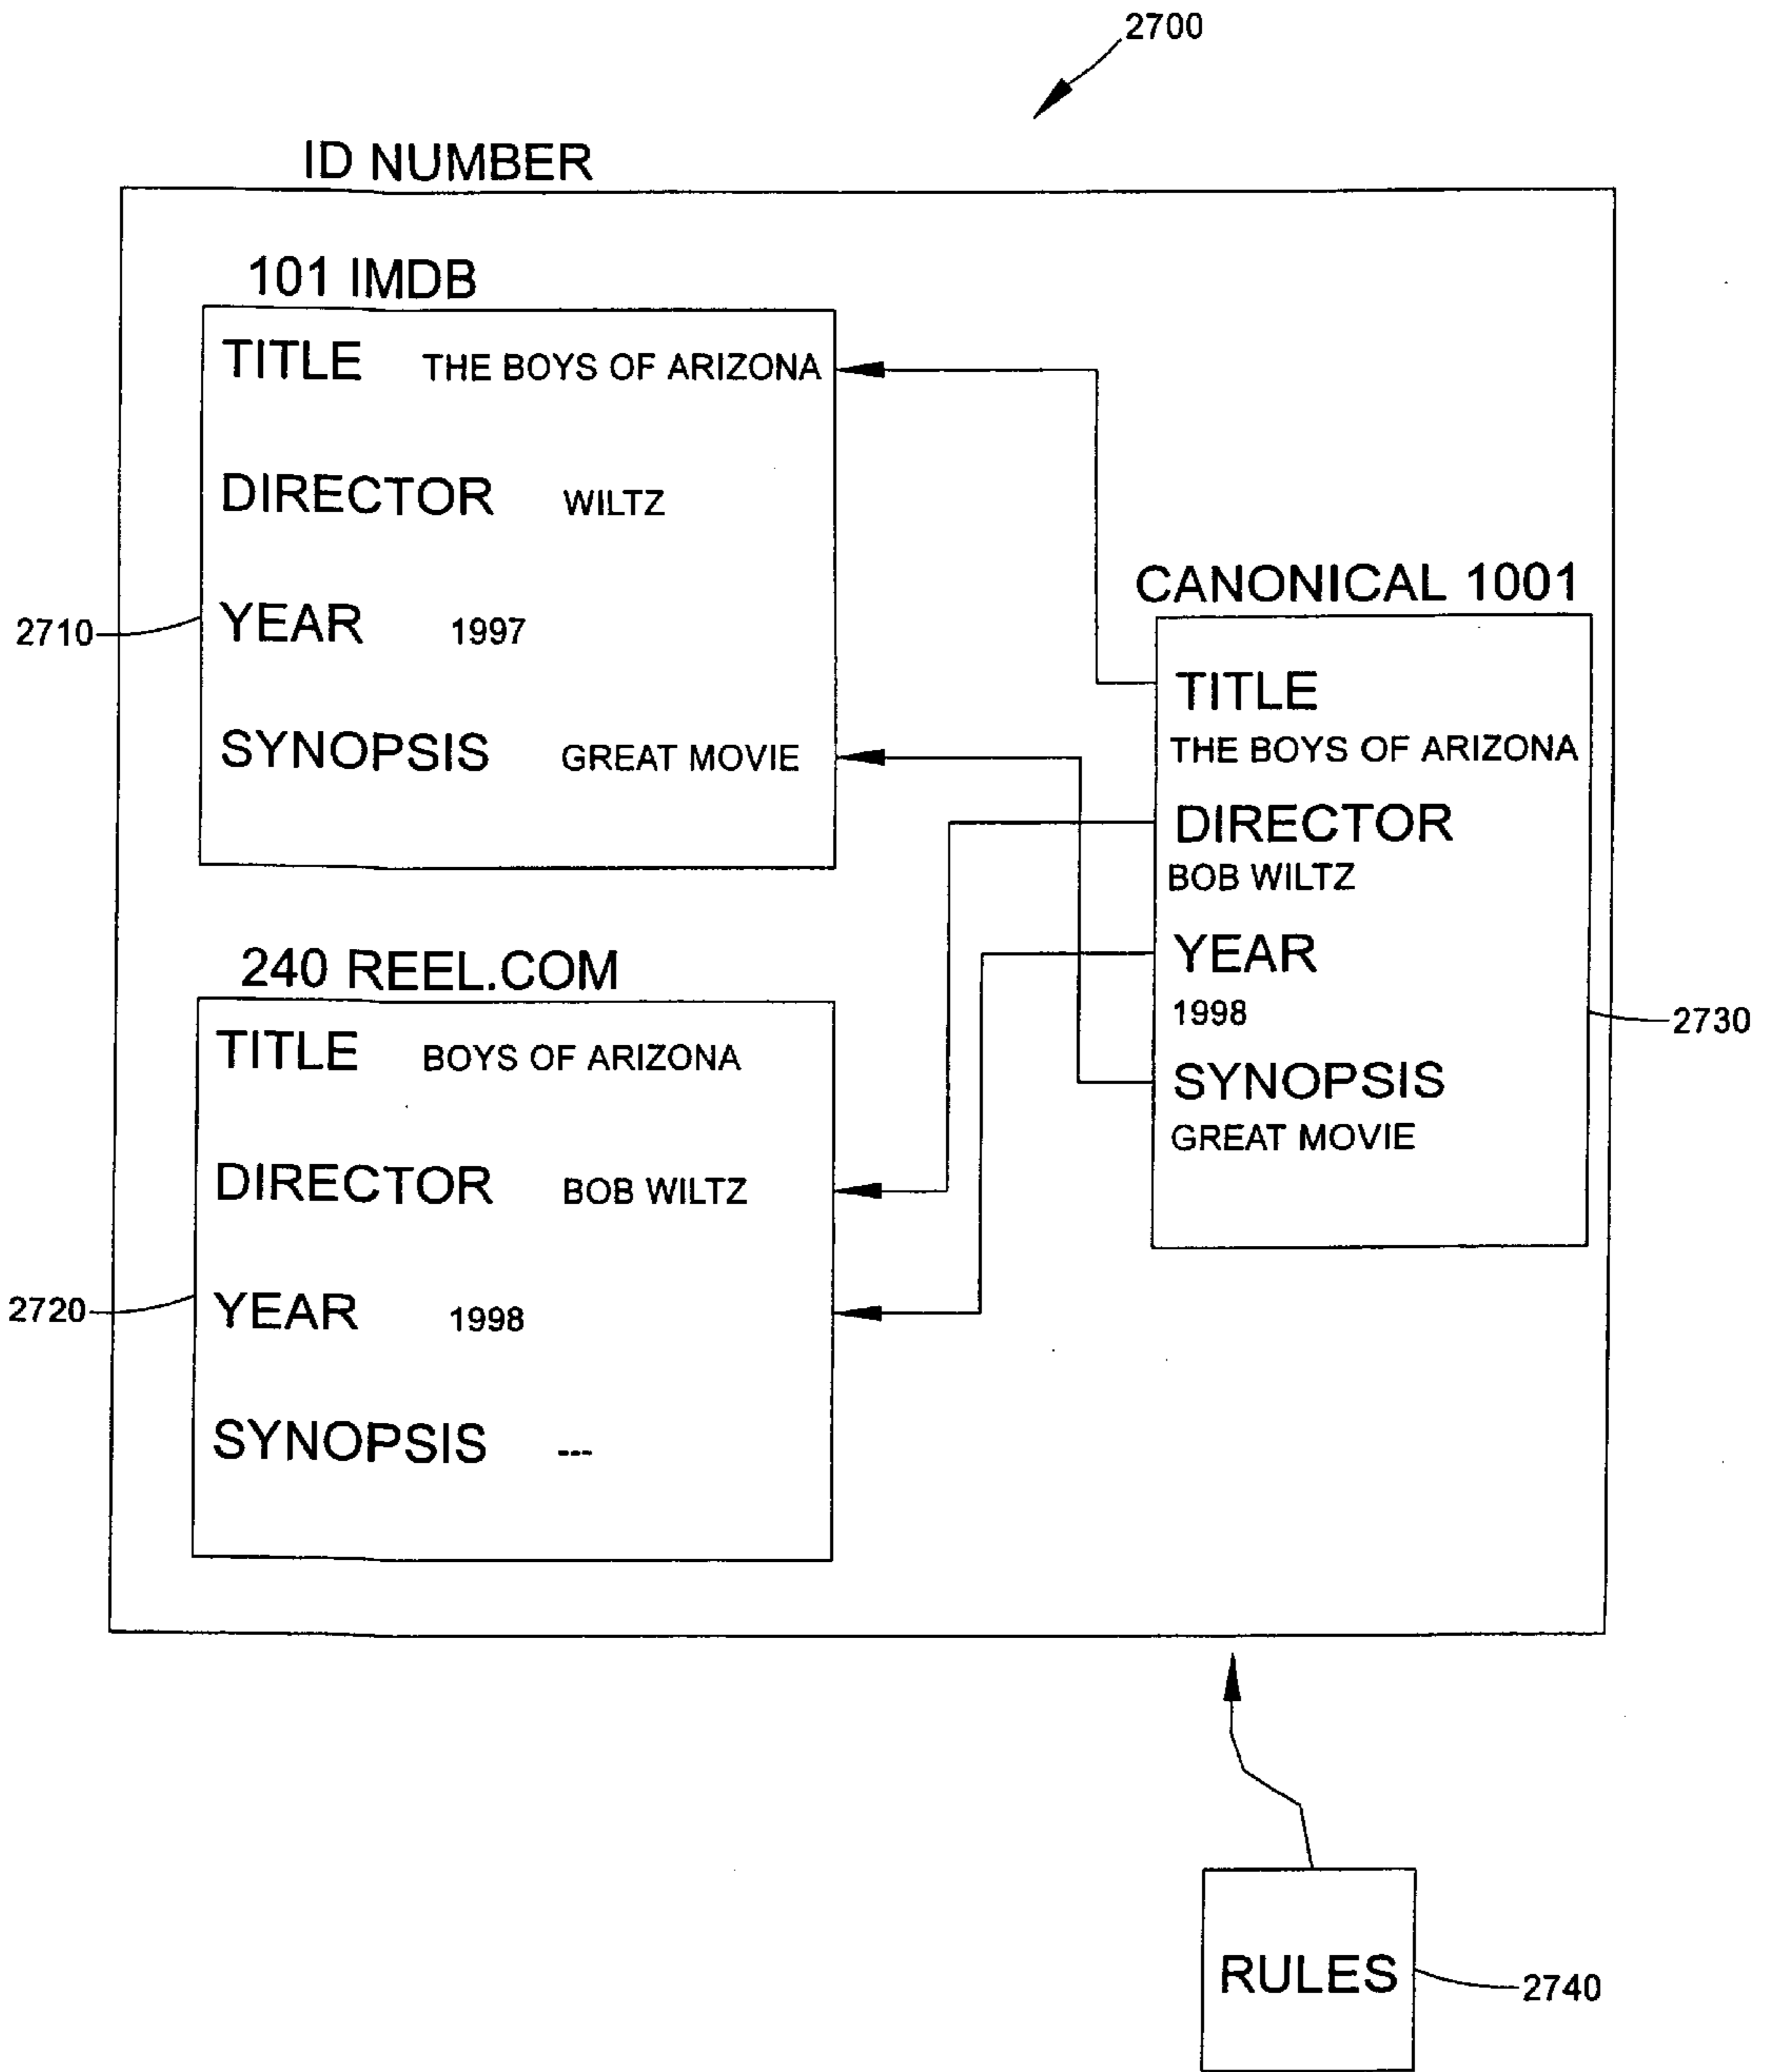 2700
ID NUMBER
101 IMDB
TITLE THE BOYS OF ARIZONA
DIRECTOR WILTZ
2710
YEAR 1997
SYNOPSIS GREAT MOVIE
240 REEL.COM
TITLE BOYS OF ARIZONA
DIRECTOR BOB WILTZ
2720
YEAR 1998
SYNOPSIS ---
CANONICAL 1001
TITLE
THE BOYS OF ARIZONA
DIRECTOR
BOB WILTZ
YEAR
1998
2730
SYNOPSIS
GREAT MOVIE
RULES
2740